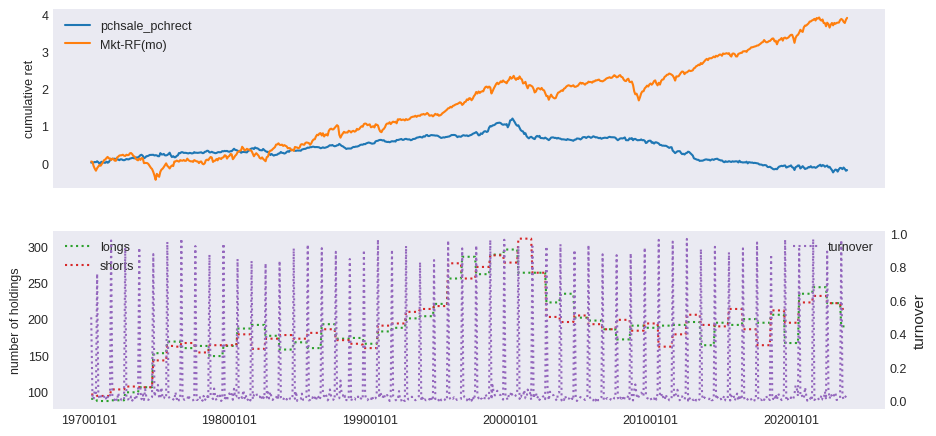 4
3
2
1
0
cumulative ret
pchsale_pchrect
Mkt-RF(mo)
300
250
200
150
100
number of holdings
longs
shorts
turnover
1.0
0.8
0.6
0.4
0.2
0.0
turnover
19700101 19800101 19900101 20000101 20100101 20200101